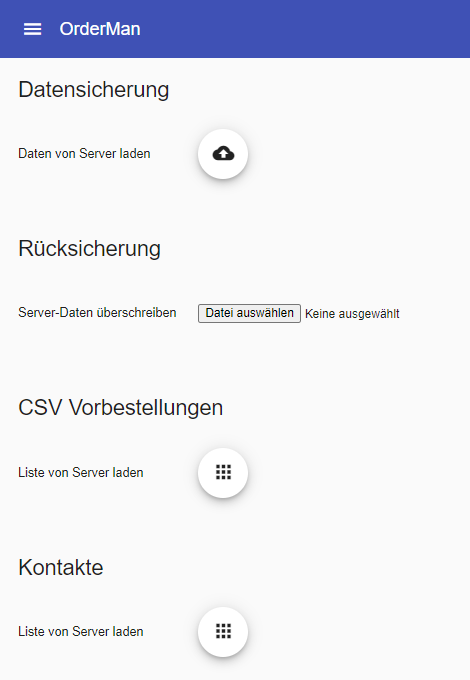 OrderMan
Datensicherung
Daten von Server laden
Rücksicherung
Server-Daten überschreiben Datei auswählen Keine ausgewählt
CSV Vorbestellungen
Liste von Server laden
Kontakte
Liste von Server laden